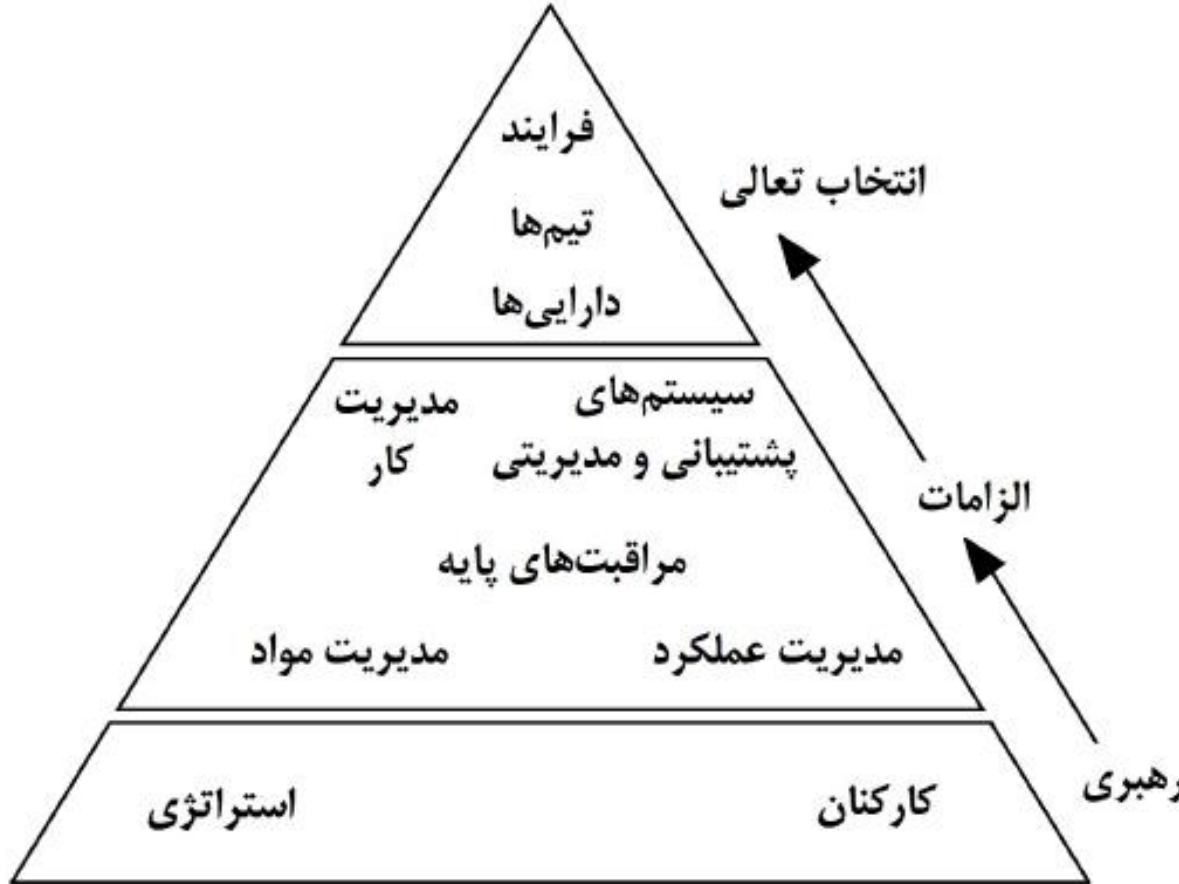 فرایند
تیم‌ها
دارایی‌ها
انتخاب تعالی
سیستم‌های
پشتیبانی و مدیریتی
مدیریت
کار
مراقبت‌های پایه
مدیریت عملکرد
مدیریت مواد
الزامات
کارکنان
استراتژی
رهبری